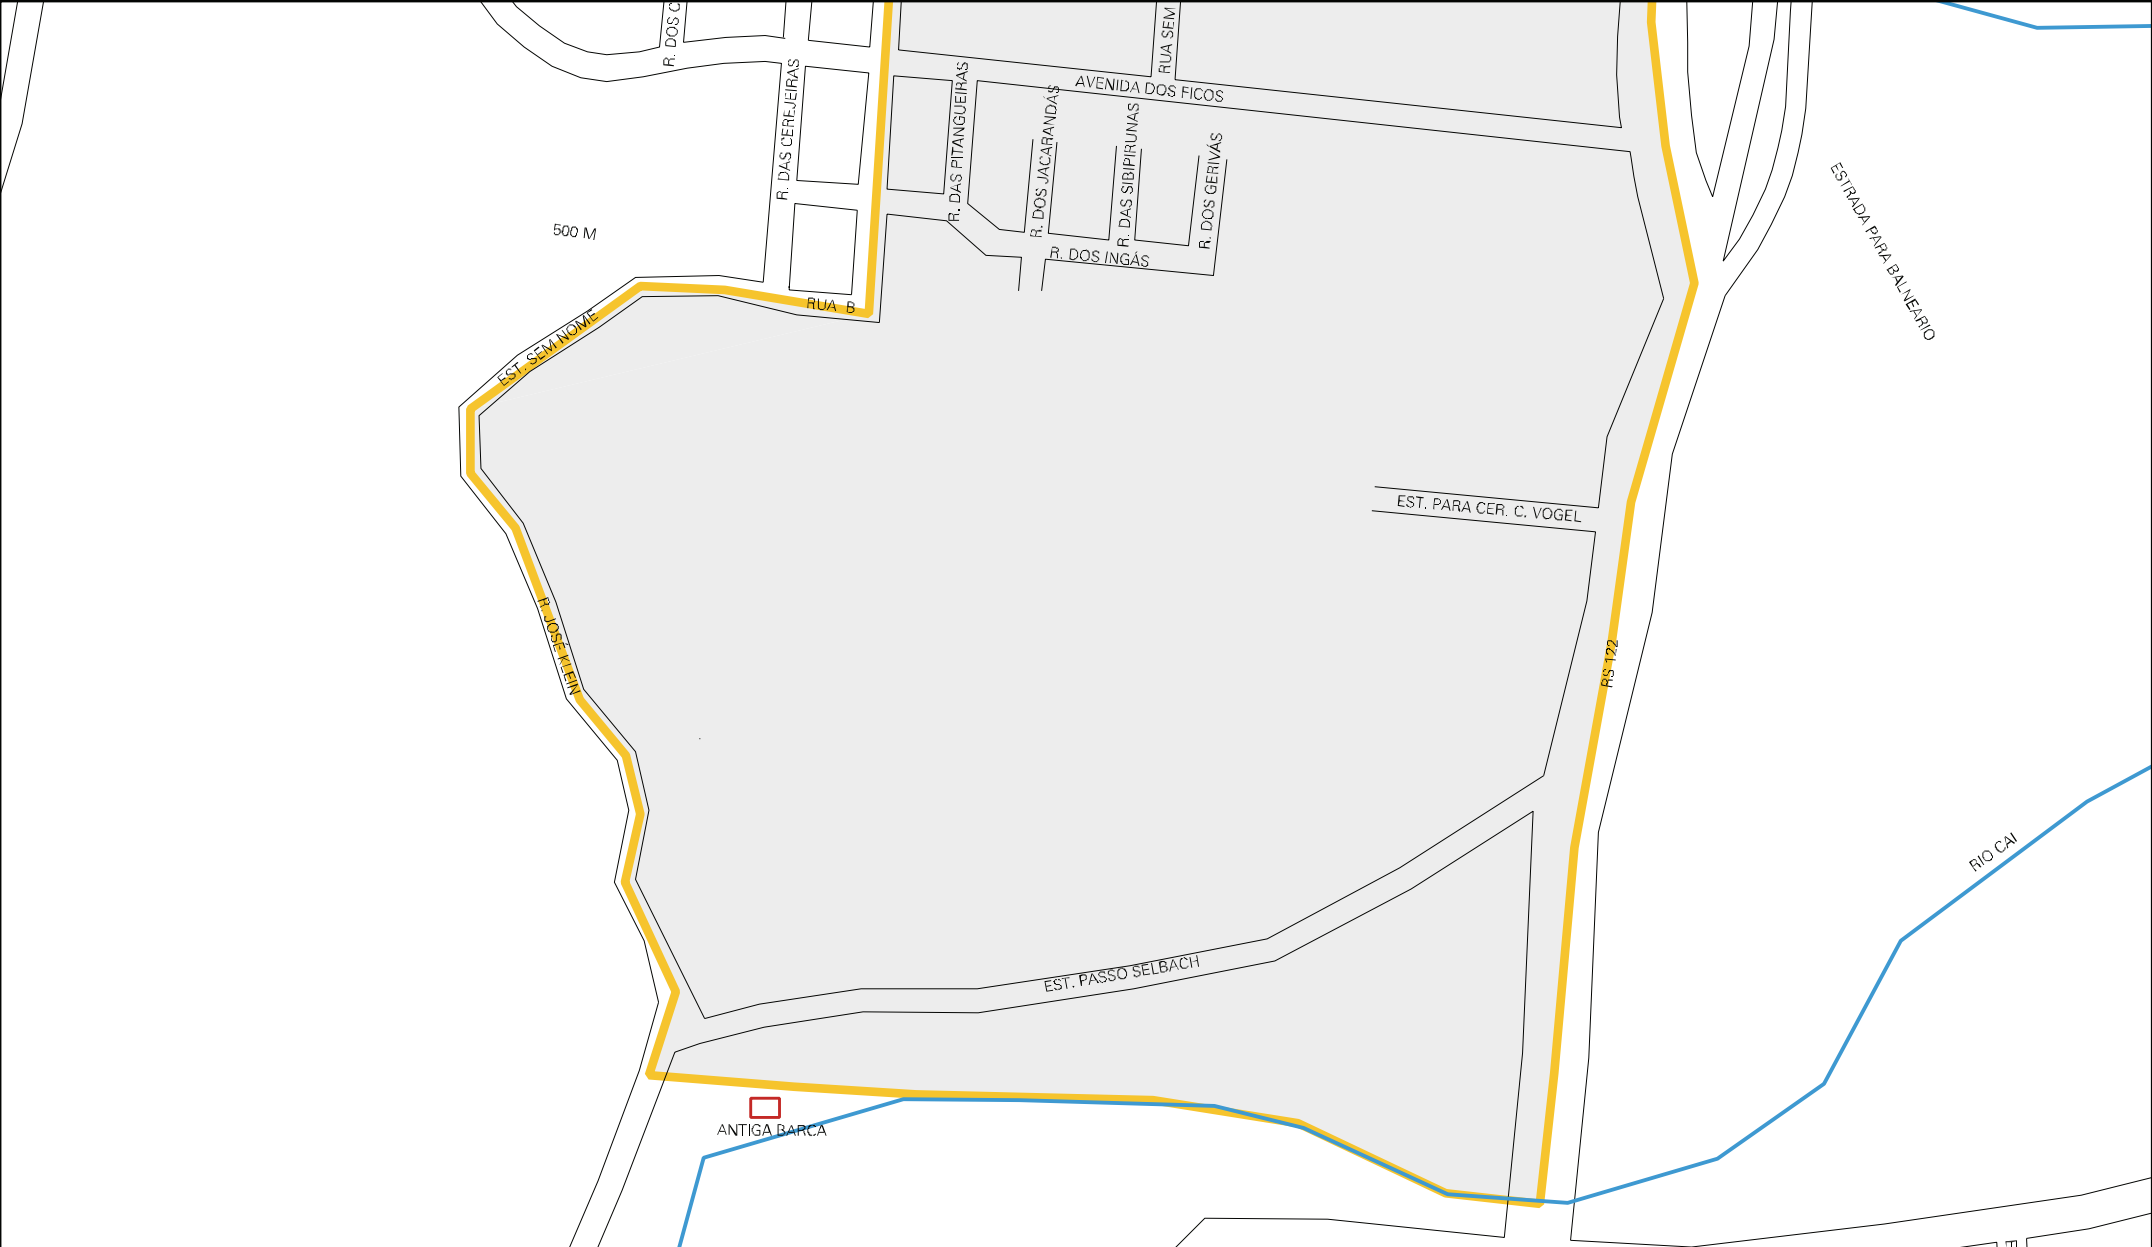 R. DOS C
RUA SEM
R. DAS CEREJEIRAS
R. DAS PITANGUEIRAS
AVENIDA DOS FICOS
R. DOS JACARANDÁS
R. DAS SIBIPIRUNAS
R. DOS GERIVÁS
ESTRADA PARA BALNEARIO
500 M
R. DOS INGÁS
RUA B
EST. SEM NOME
EST. PARA CER. C. VOGEL
R. JOSÉ KLEIN
RS 122
RIO CAI
EST. PASSO SELBACH
ANTIGA BARCA